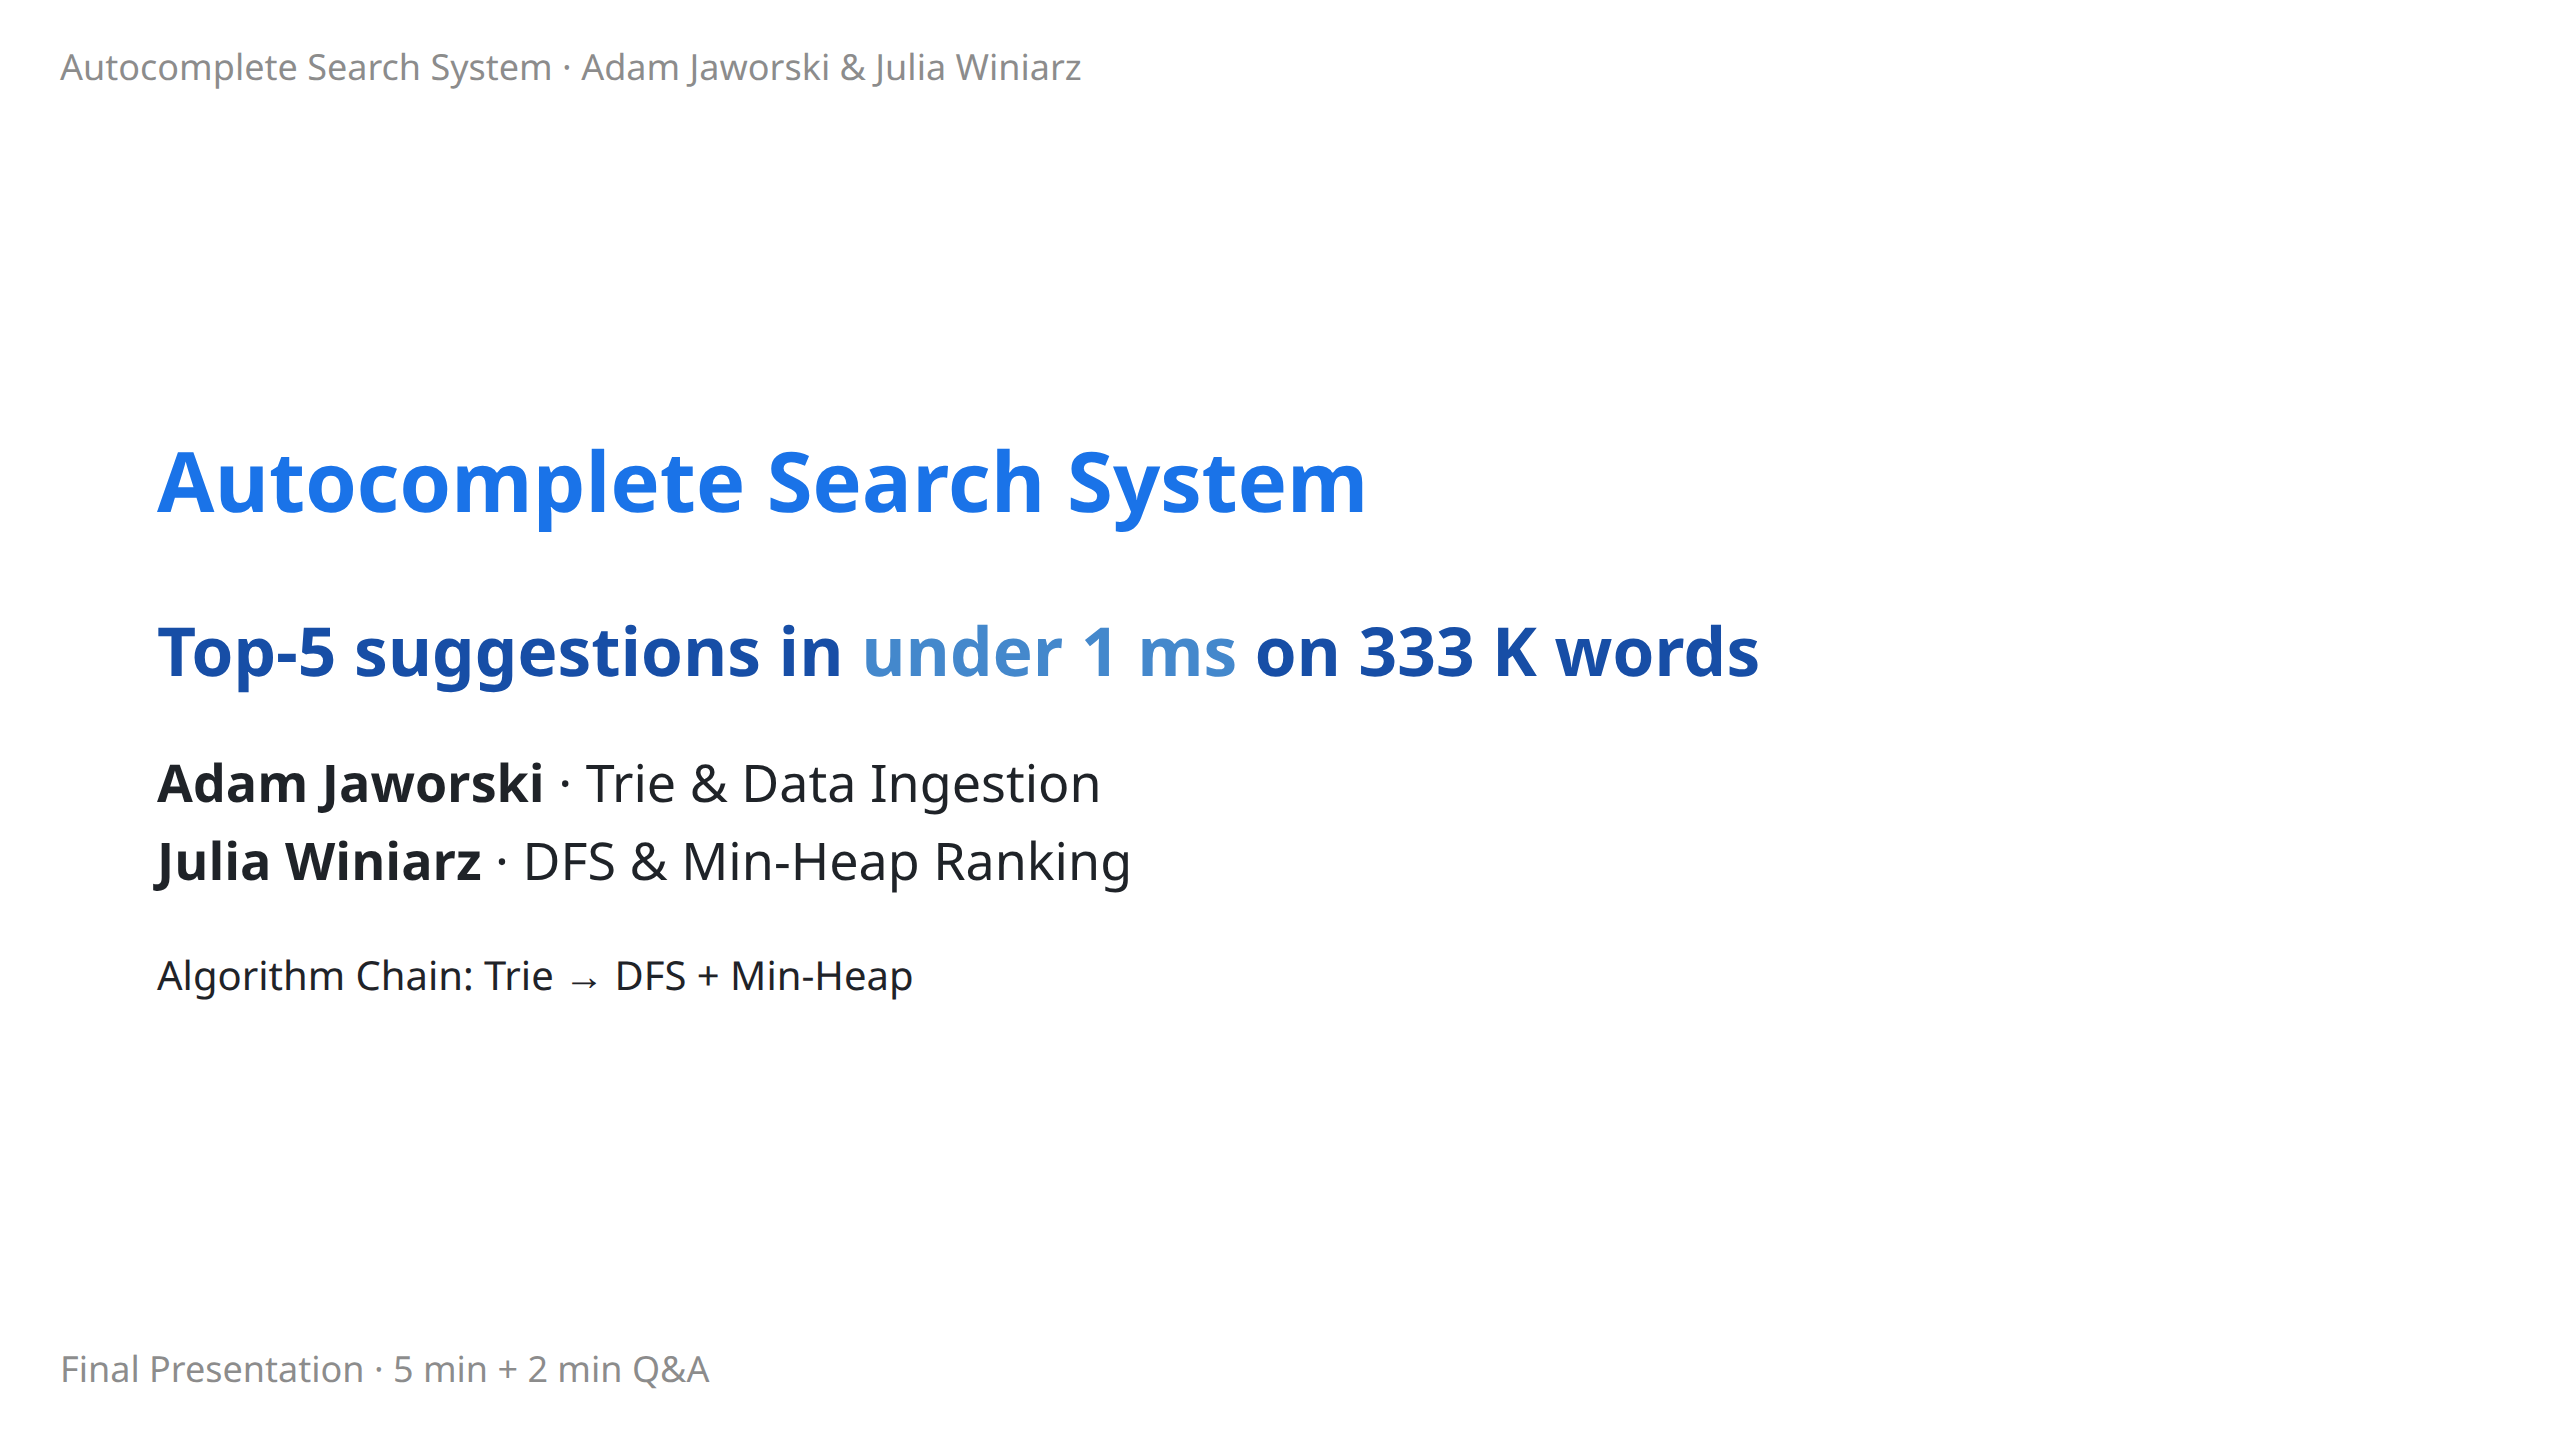 Autocomplete Search System · Adam Jaworski & Julia Winiarz
Autocomplete Search System
Top-5 suggestions in under 1 ms on 333 K words
Adam Jaworski · Trie & Data Ingestion
Julia Winiarz · DFS & Min-Heap Ranking
Algorithm Chain: Trie → DFS + Min-Heap
Final Presentation · 5 min + 2 min Q&A